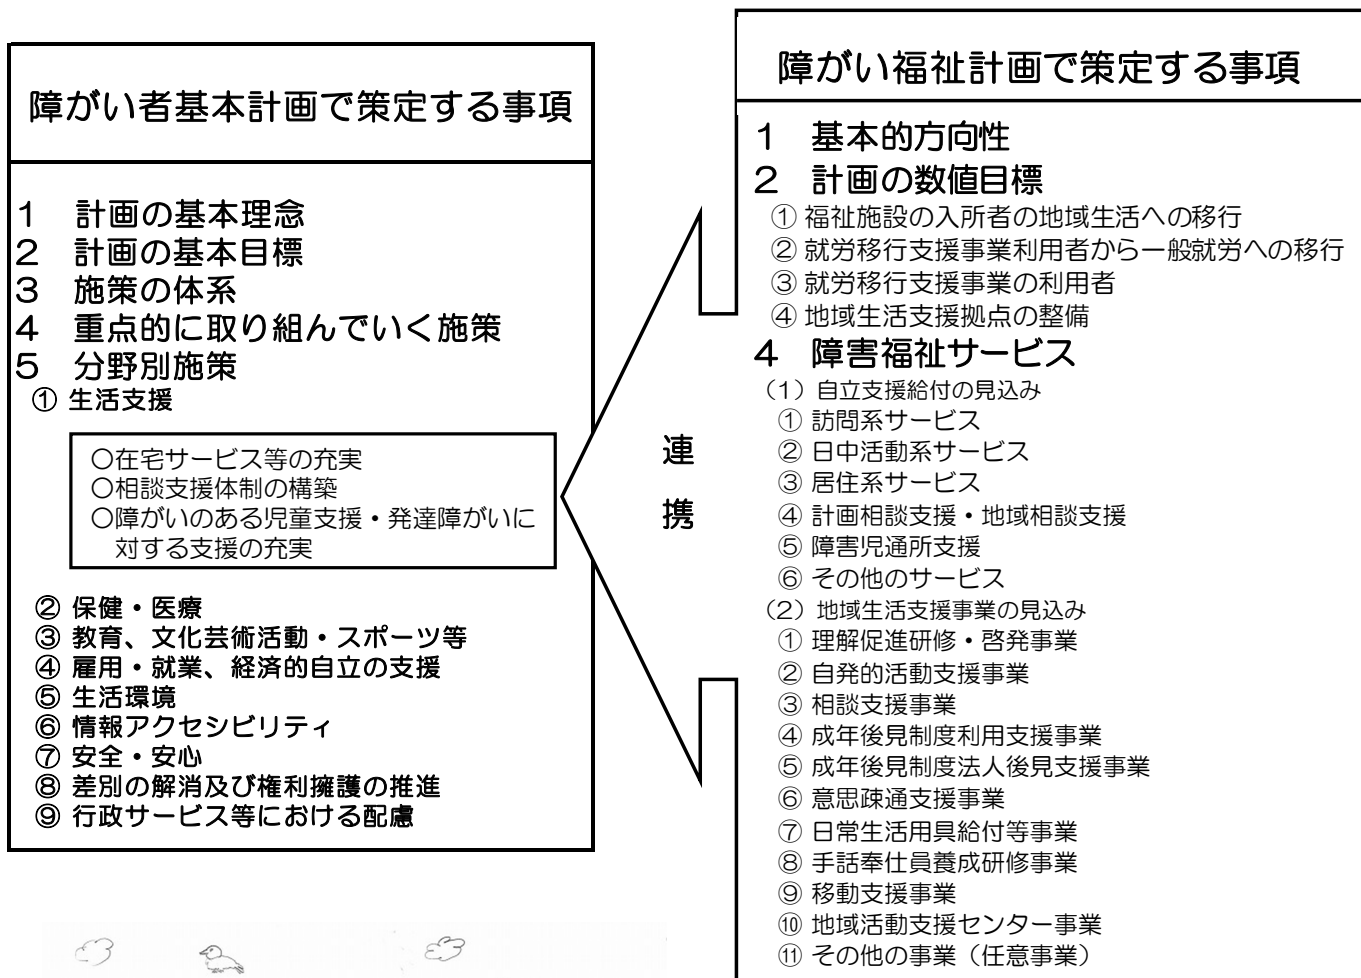 障がい者基本計画で策定する事項
1 計画の基本理念
2 計画の基本目標
3 施策の体系
4 重点的に取り組んでいく施策
5 分野別施策
① 生活支援
○在宅サービス等の充実
○相談支援体制の構築
○障がいのある児童支援・発達障がいに
対する支援の充実
② 保健・医療
③ 教育、文化芸術活動・スポーツ等
④ 雇用・就業、経済的自立の支援
⑤ 生活環境
⑥ 情報アクセシビリティ
⑦ 安全・安心
⑧ 差別の解消及び権利擁護の推進
⑨ 行政サービス等における配慮
連
携
障がい福祉計画で策定する事項
1 基本的方向性
2 計画の数値目標
① 福祉施設の入所者の地域生活への移行
② 就労移行支援事業利用者から一般就労への移行
③ 就労移行支援事業の利用者
④ 地域生活支援拠点の整備
4 障害福祉サービス
（1）自立支援給付の見込み
① 訪問系サービス
② 日中活動系サービス
③ 居住系サービス
④ 計画相談支援・地域相談支援
⑤ 障害児通所支援
⑥ その他のサービス
（2）地域生活支援事業の見込み
① 理解促進研修・啓発事業
② 自発的活動支援事業
③ 相談支援事業
④ 成年後見制度利用支援事業
⑤ 成年後見制度法人後見支援事業
⑥ 意思疎通支援事業
⑦ 日常生活用具給付等事業
⑧ 手話奉仕員養成研修事業
⑨ 移動支援事業
⑩ 地域活動支援センター事業
⑪ その他の事業（任意事業）